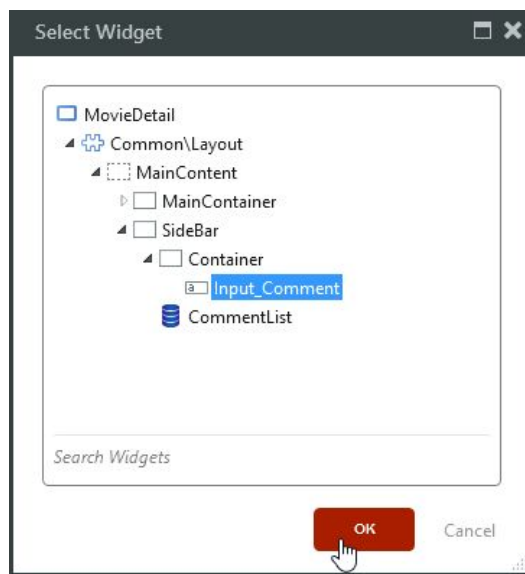 Select Widget
MovieDetail
Common\Layout
MainContent
MainContainer
SideBar
Container
a Input_Comment
CommentList
Search Widgets
OK
Cancel